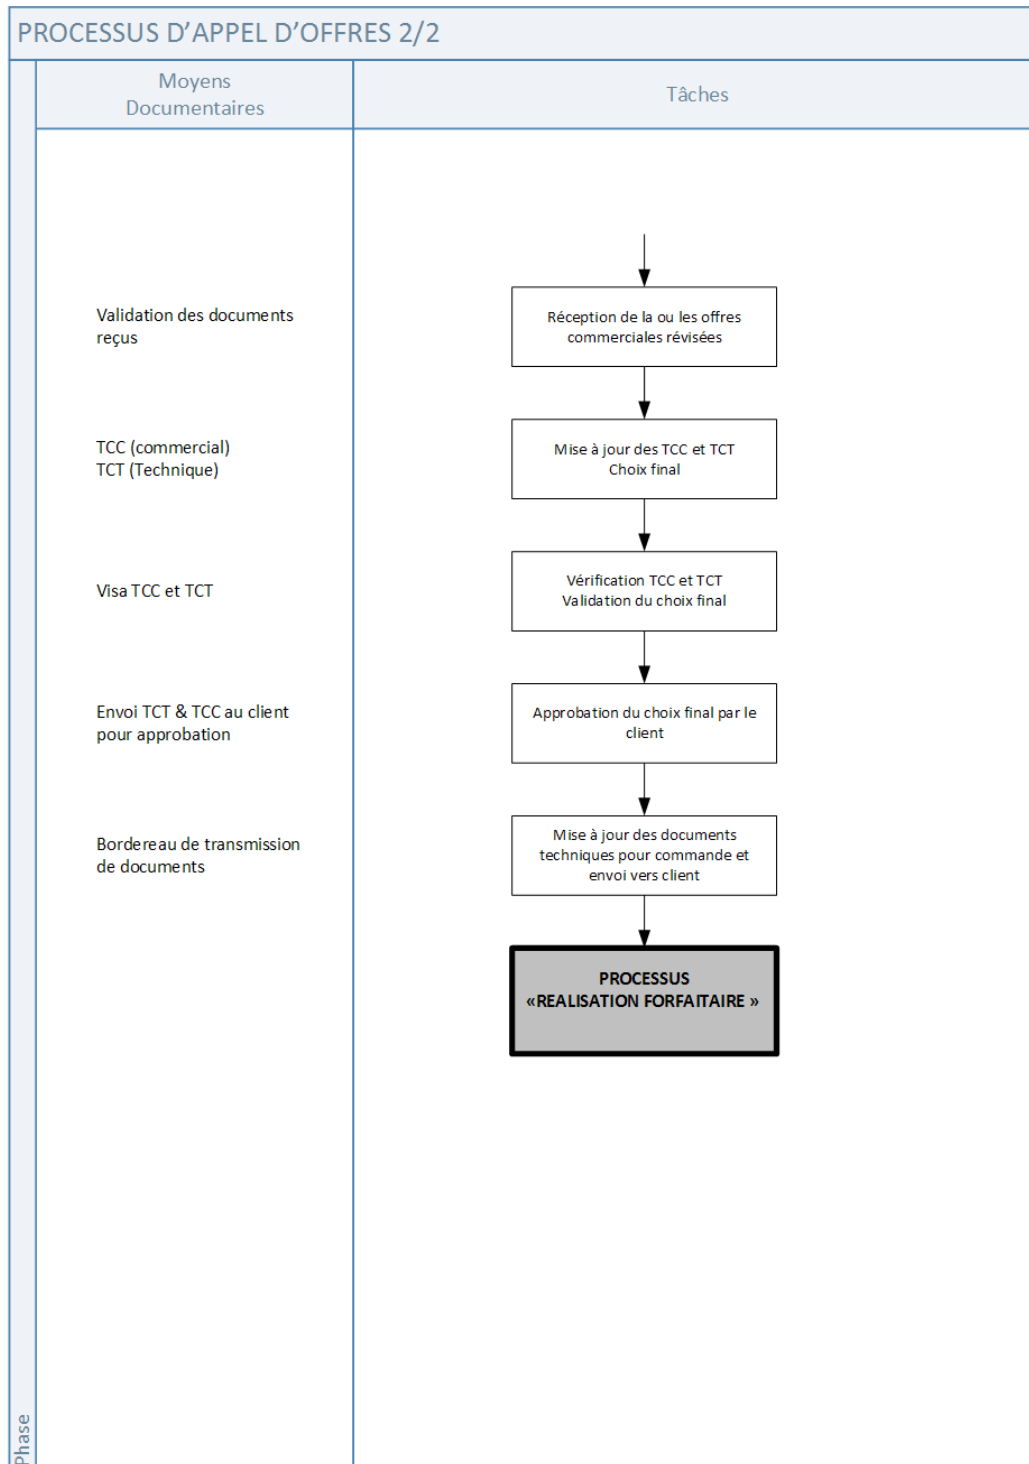 PROCESSUS D’APPEL D’OFFRES 2/2
Moyens
Documentaires
Tâches
Validation des documents
reçus
Réception de la ou les offres
commerciales révisées
TCC (commercial)
TCT (Technique)
Mise à jour des TCC et TCT
Choix final
Visa TCC et TCT
Vérification TCC et TCT
Validation du choix final
Envoi TCT & TCC au client
pour approbation
Approbation du choix final par le
client
Bordereau de transmission
de documents
Mise à jour des documents
techniques pour commande et
envoi vers client
PROCESSUS
«REALISATION FORFAITAIRE »
Phase